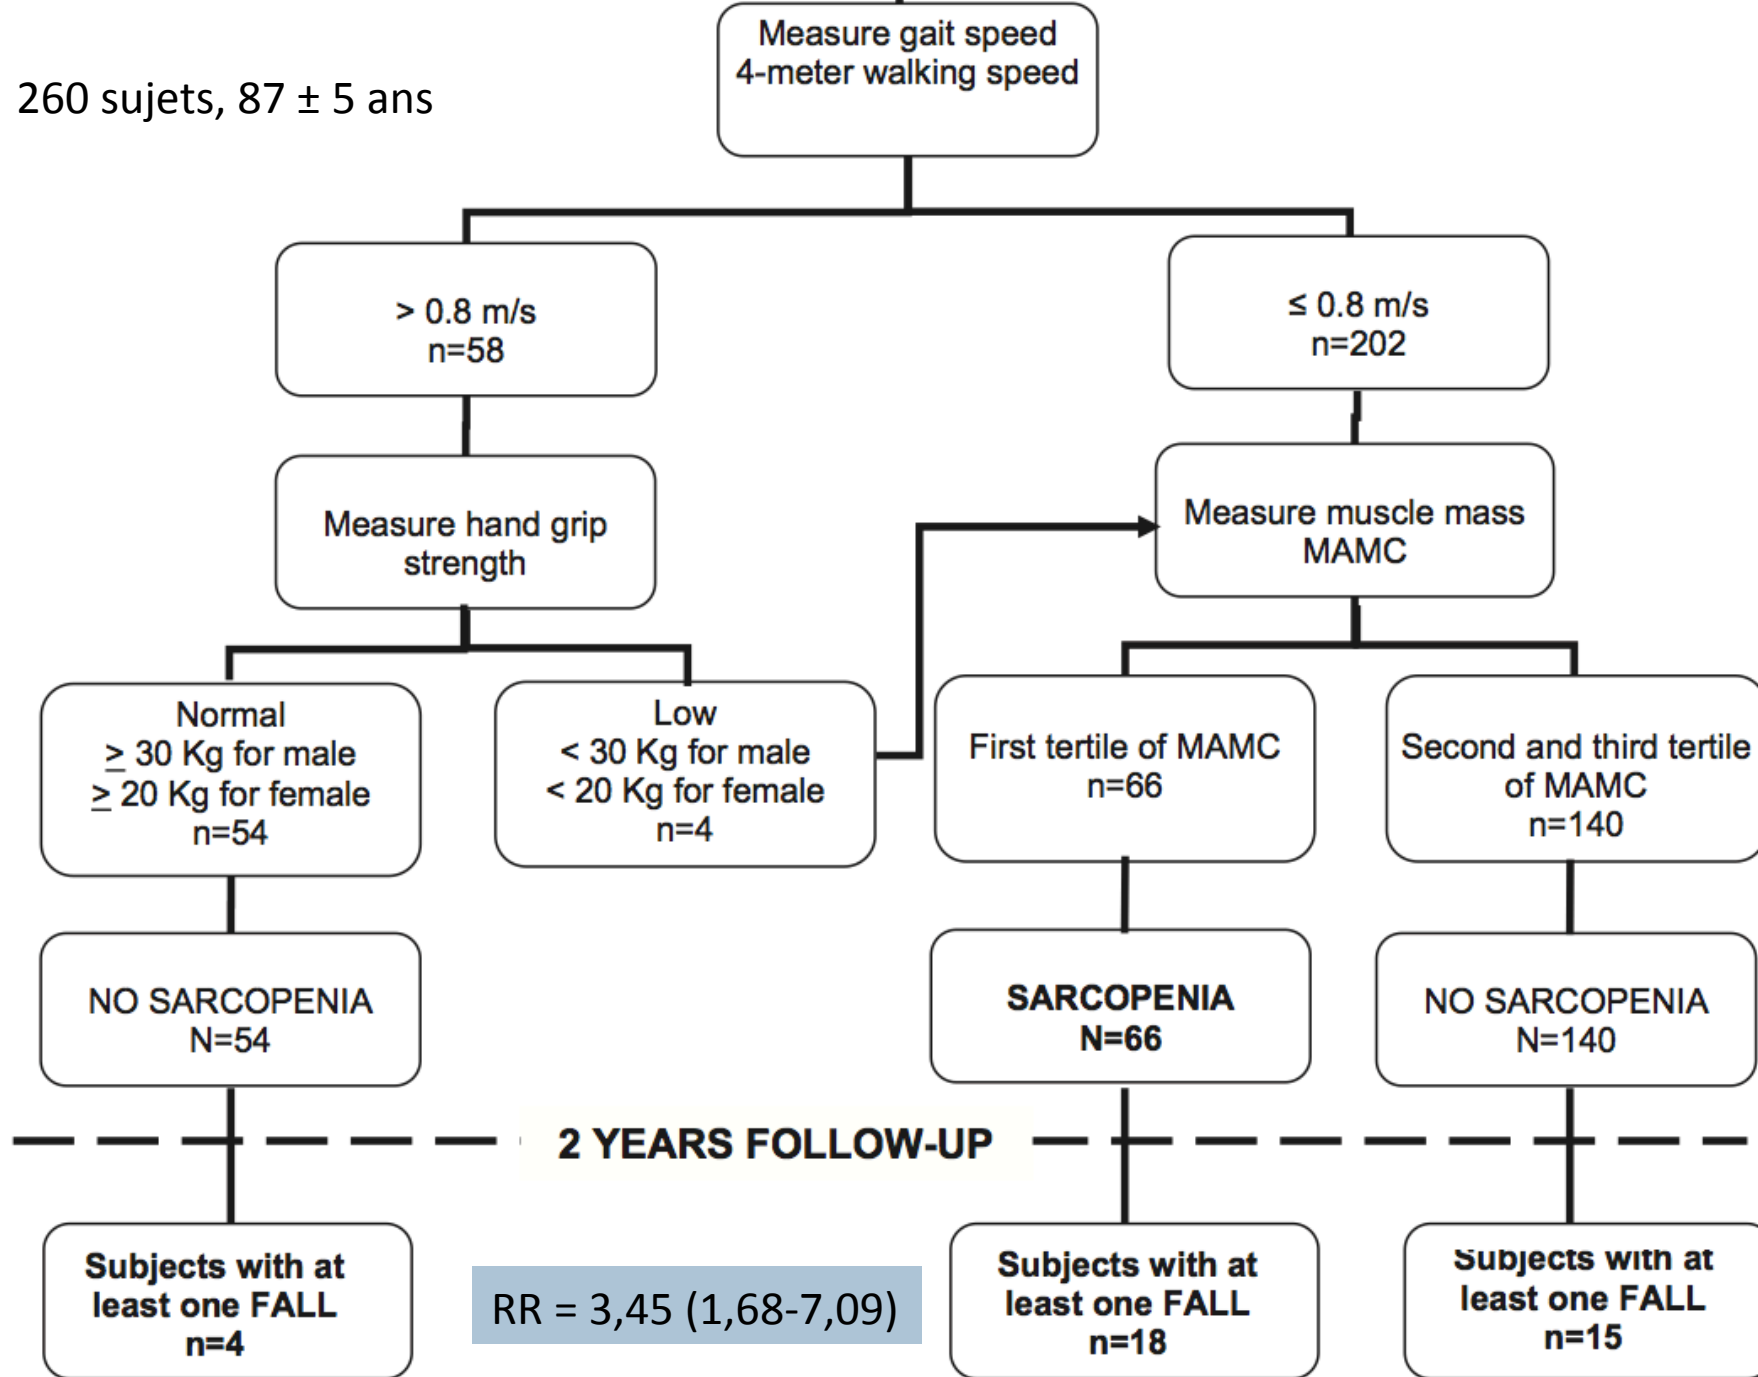 Measure gait speed
4-meter walking speed
260 sujets, 87 ± 5 ans
> 0.8 m/s
n=58
≤ 0.8 m/s
n=202
Measure hand grip
strength
Measure muscle mass
MAMC
Normal
≥ 30 Kg for male
≥ 20 Kg for female
n=54
Low
< 30 Kg for male
< 20 Kg for female
n=4
First tertile of MAMC
n=66
Second and third tertile
of MAMC
n=140
NO SARCOPENIA
N=54
SARCOPENIA
N=66
NO SARCOPENIA
N=140
2 YEARS FOLLOW-UP
Subjects with at
least one FALL
n=4
RR = 3,45 (1,68-7,09)
Subjects with at
least one FALL
n=18
Subjects with at
least one FALL
n=15